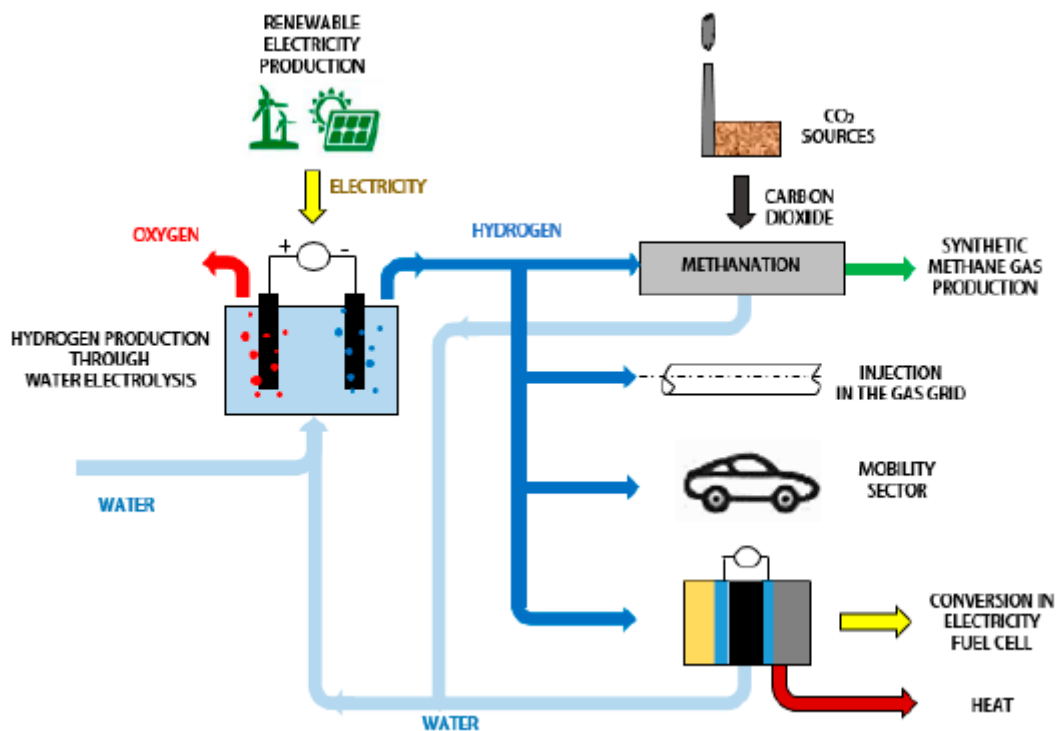 RENEWABLE
ELECTRICITY
PRODUCTION
CO₂
SOURCES
ELECTRICITY
CARBON
DIOXIDE
OXYGEN
+
-
HYDROGEN
METHANATION
SYNTHETIC
METHANE GAS
PRODUCTION
HYDROGEN PRODUCTION
THROUGH
WATER ELECTROLYSIS
INJECTION
IN THE GAS GRID
MOBILITY
SECTOR
WATER
CONVERSION IN
ELECTRICITY
FUEL CELL
HEAT
WATER